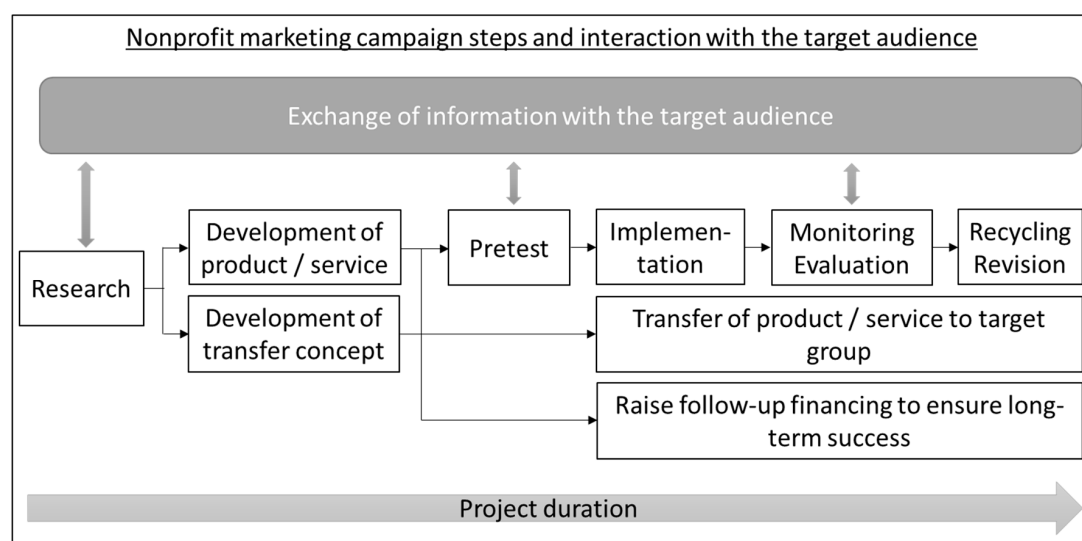 Nonprofit marketing campaign steps and interaction with the target audience
Exchange of information with the target audience
Research
Development of
product / service
Development of
transfer concept
Pretest
Implemen-
tation
Monitoring
Evaluation
Recycling
Revision
Transfer of product / service to target
group
Raise follow-up financing to ensure long-
term success
Project duration